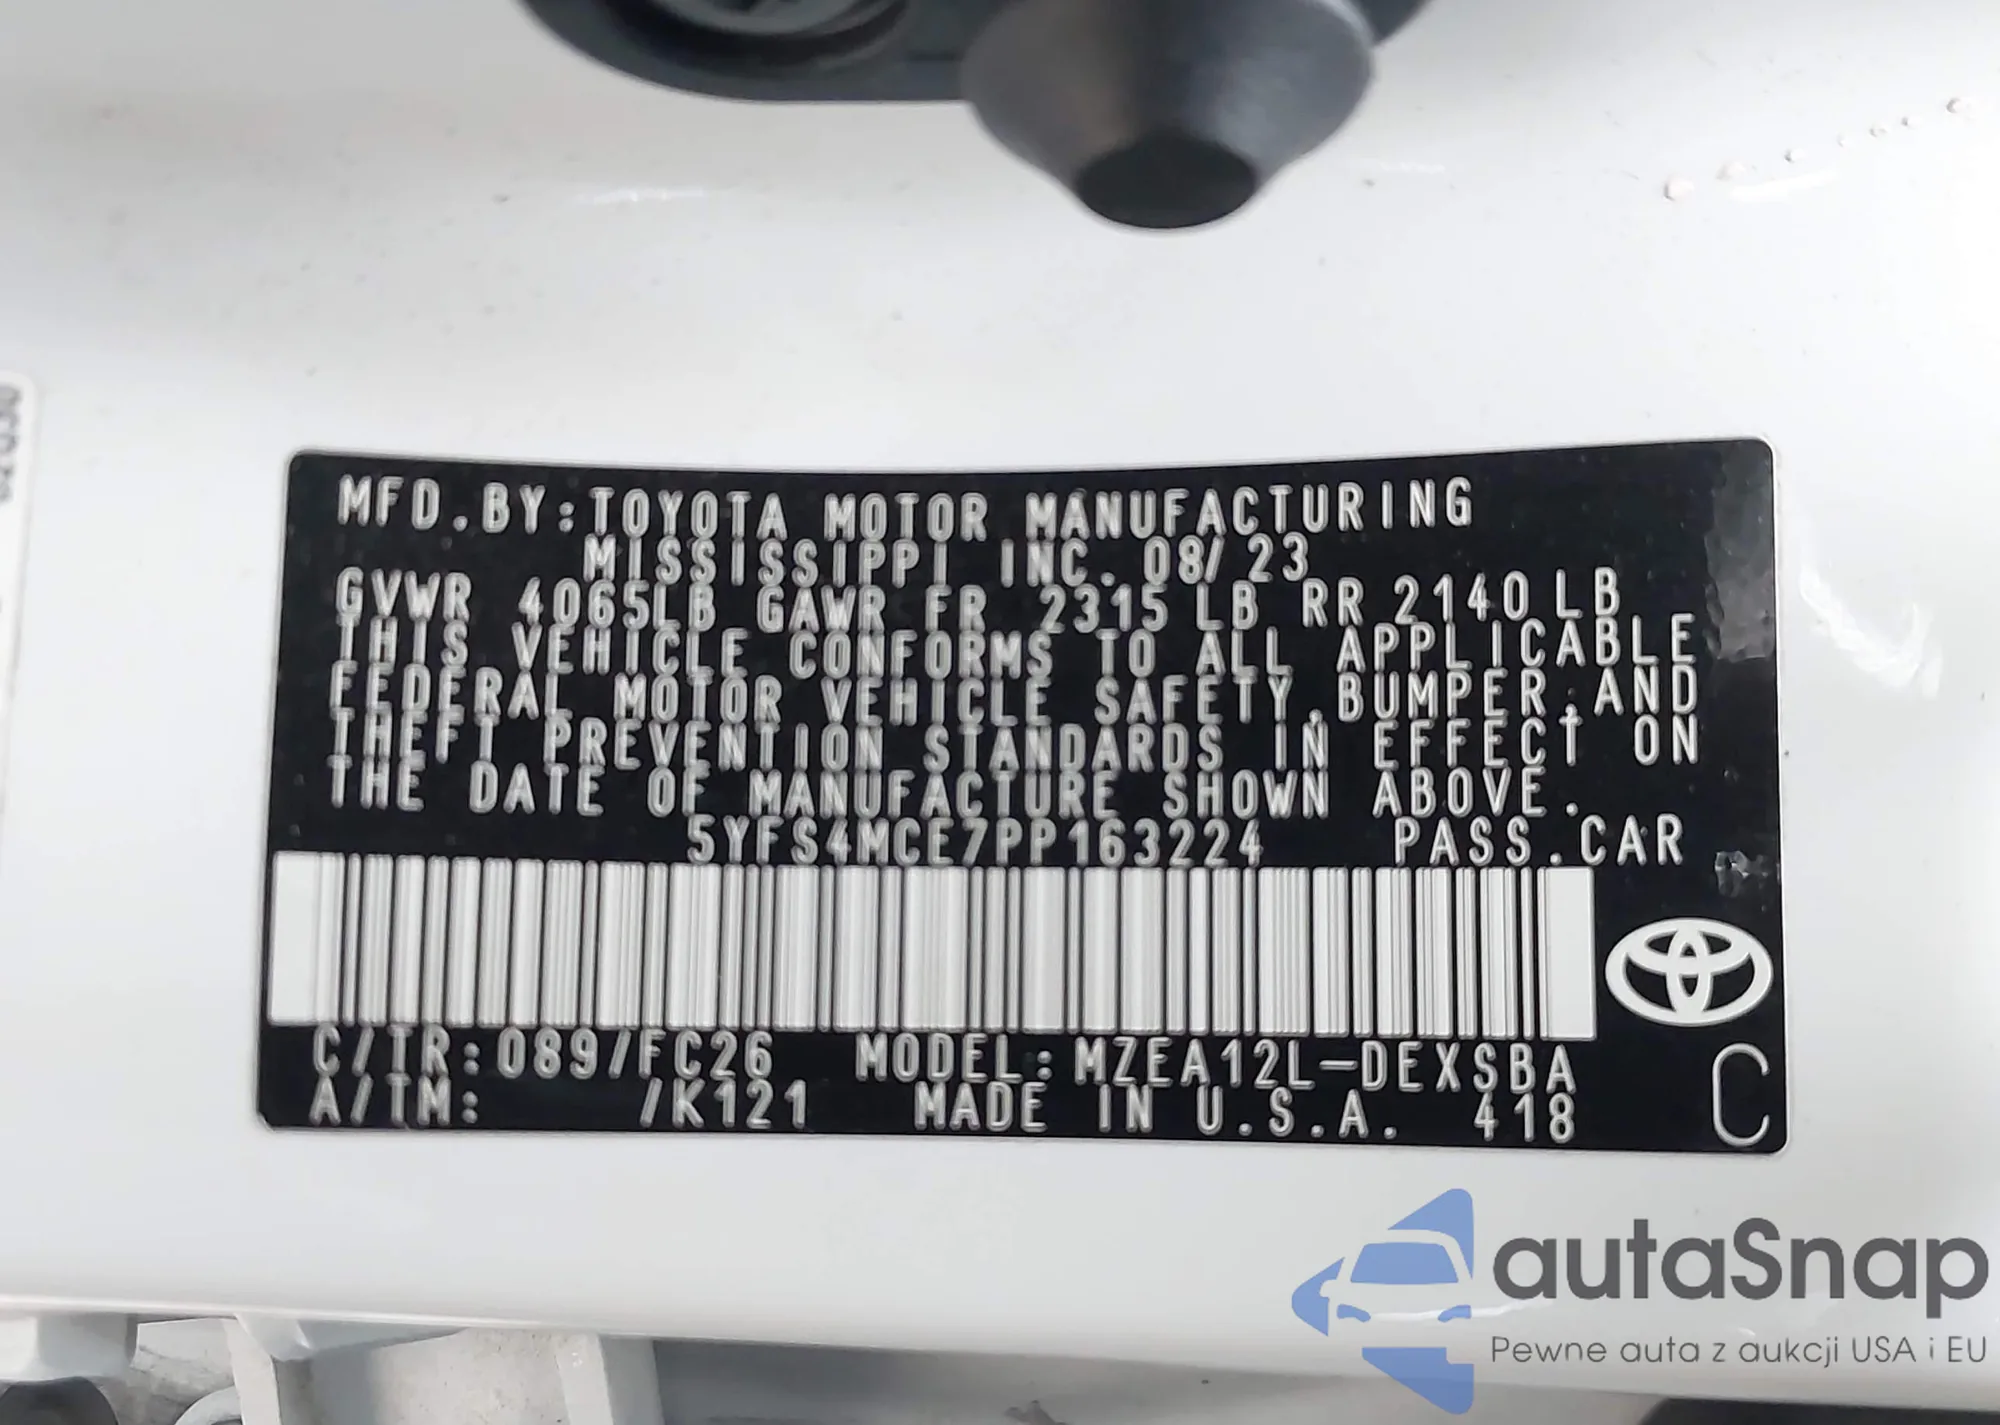 MFD.BY:TOYOTA MOTOR MANUFACTURING
MISSISSIPPI INC. 08/23
GVWR 4065LB GAWR FR 2315 LB RR 2140LB
THIS VEHICLE CONFORMS TO ALL APPLICABLE
FEDERAL MOTOR VEHICLE SAFETY,BUMPER,AND
THEFT PREVENTION STANDARDS IN EFFECT ON
THE DATE OF MANUFACTURE SHOWN ABOVE.
5YFS4MCE7PP163224 PASS.CAR
C/TR:089/FC26 MODEL:MZEA12L-DEXSBA
A/TM: /K121 MADE IN U.S.A. 418
C
autaSnap
Pewne auta z aukcji USA i EU